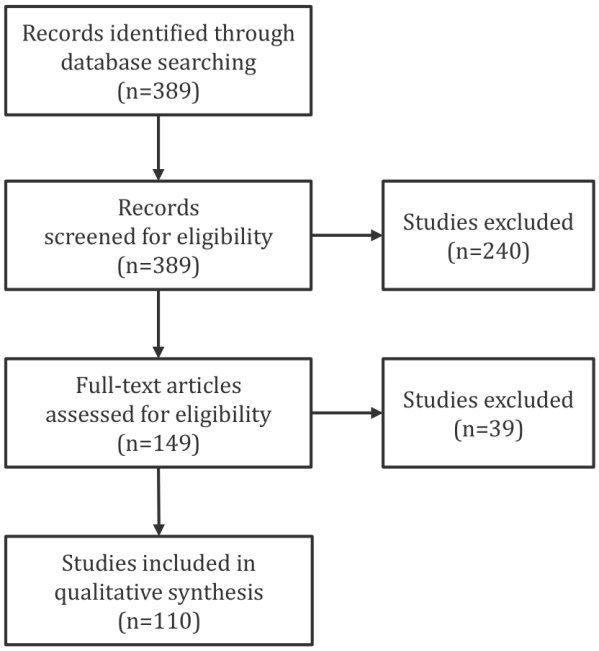 Records identified through
database searching
(n=389)
Records
screened for eligibility
(n=389)
Studies excluded
(n=240)
Full-text articles
assessed for eligibility
(n=149)
Studies excluded
(n=39)
Studies included in
qualitative synthesis
(n=110)